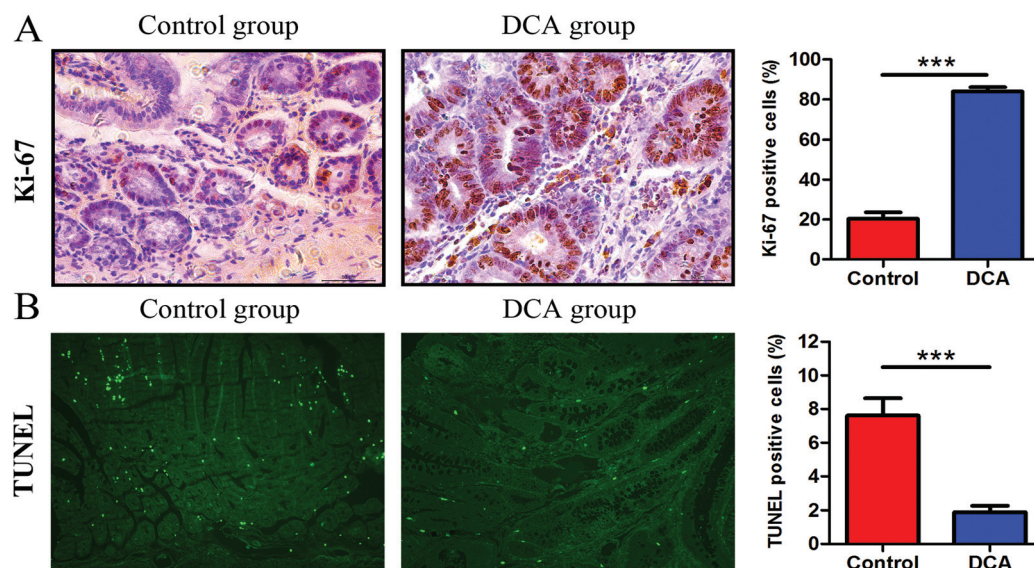 A
Control group
DCA group
Ki-67
Ki-67 positive cells (%)
100
80
60
40
20
0
***
Control
DCA
B
Control group
DCA group
TUNEL
TUNEL positive cells (%)
12
10
8
6
4
2
0
***
Control
DCA